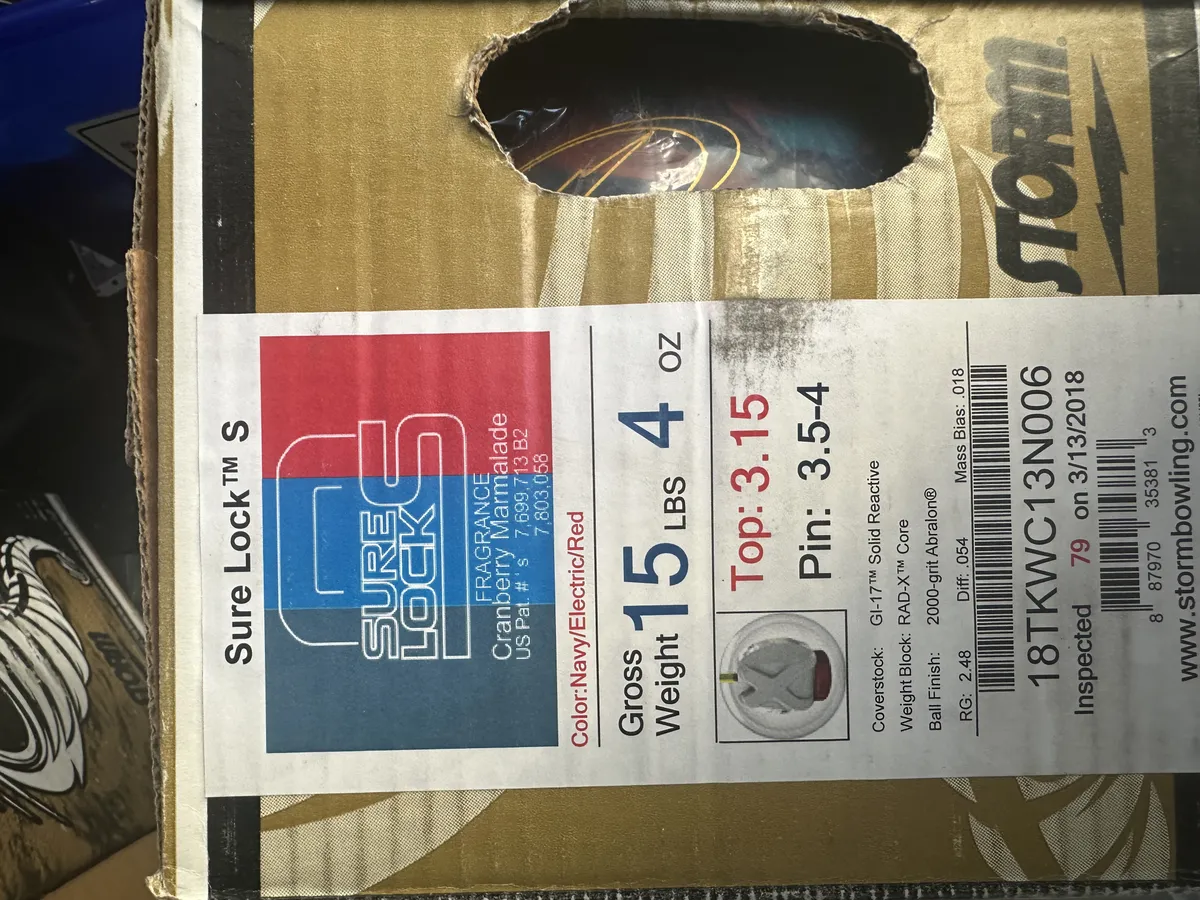 STORM
Sure Lock™ S
SURE
LOCK S
FRAGRANCE
Cranberry Marmalade
US Pat. #'s 7,699,713 B2
7,803,058
Color:Navy/Electric/Red
Gross
Weight 15 LBS 4 OZ
Top: 3.15
Pin: 3.5-4
Coverstock: GI-17™ Solid Reactive
Weight Block: RAD-X™ Core
Ball Finish: 2000-grit Abralon®
RG: 2.48 Diff: .054 Mass Bias: .018
18TKWC13N006
Inspected 79 on 3/13/2018
8 87970 35381 3
www.stormbowling.com
STORM